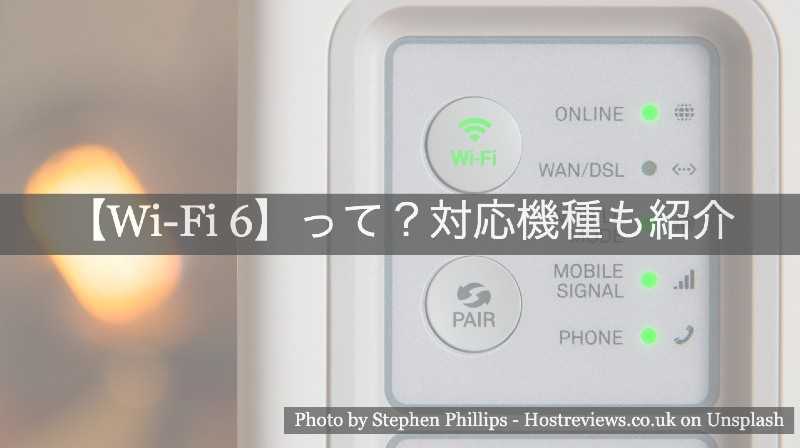 ONLINE
Wi-Fi
WAN/DSL
【Wi-Fi 6】って？対応機種も紹介
MODE
MOBILE
SIGNAL
PAIR
PHONE
Photo by Stephen Phillips - Hostreviews.co.uk on Unsplash